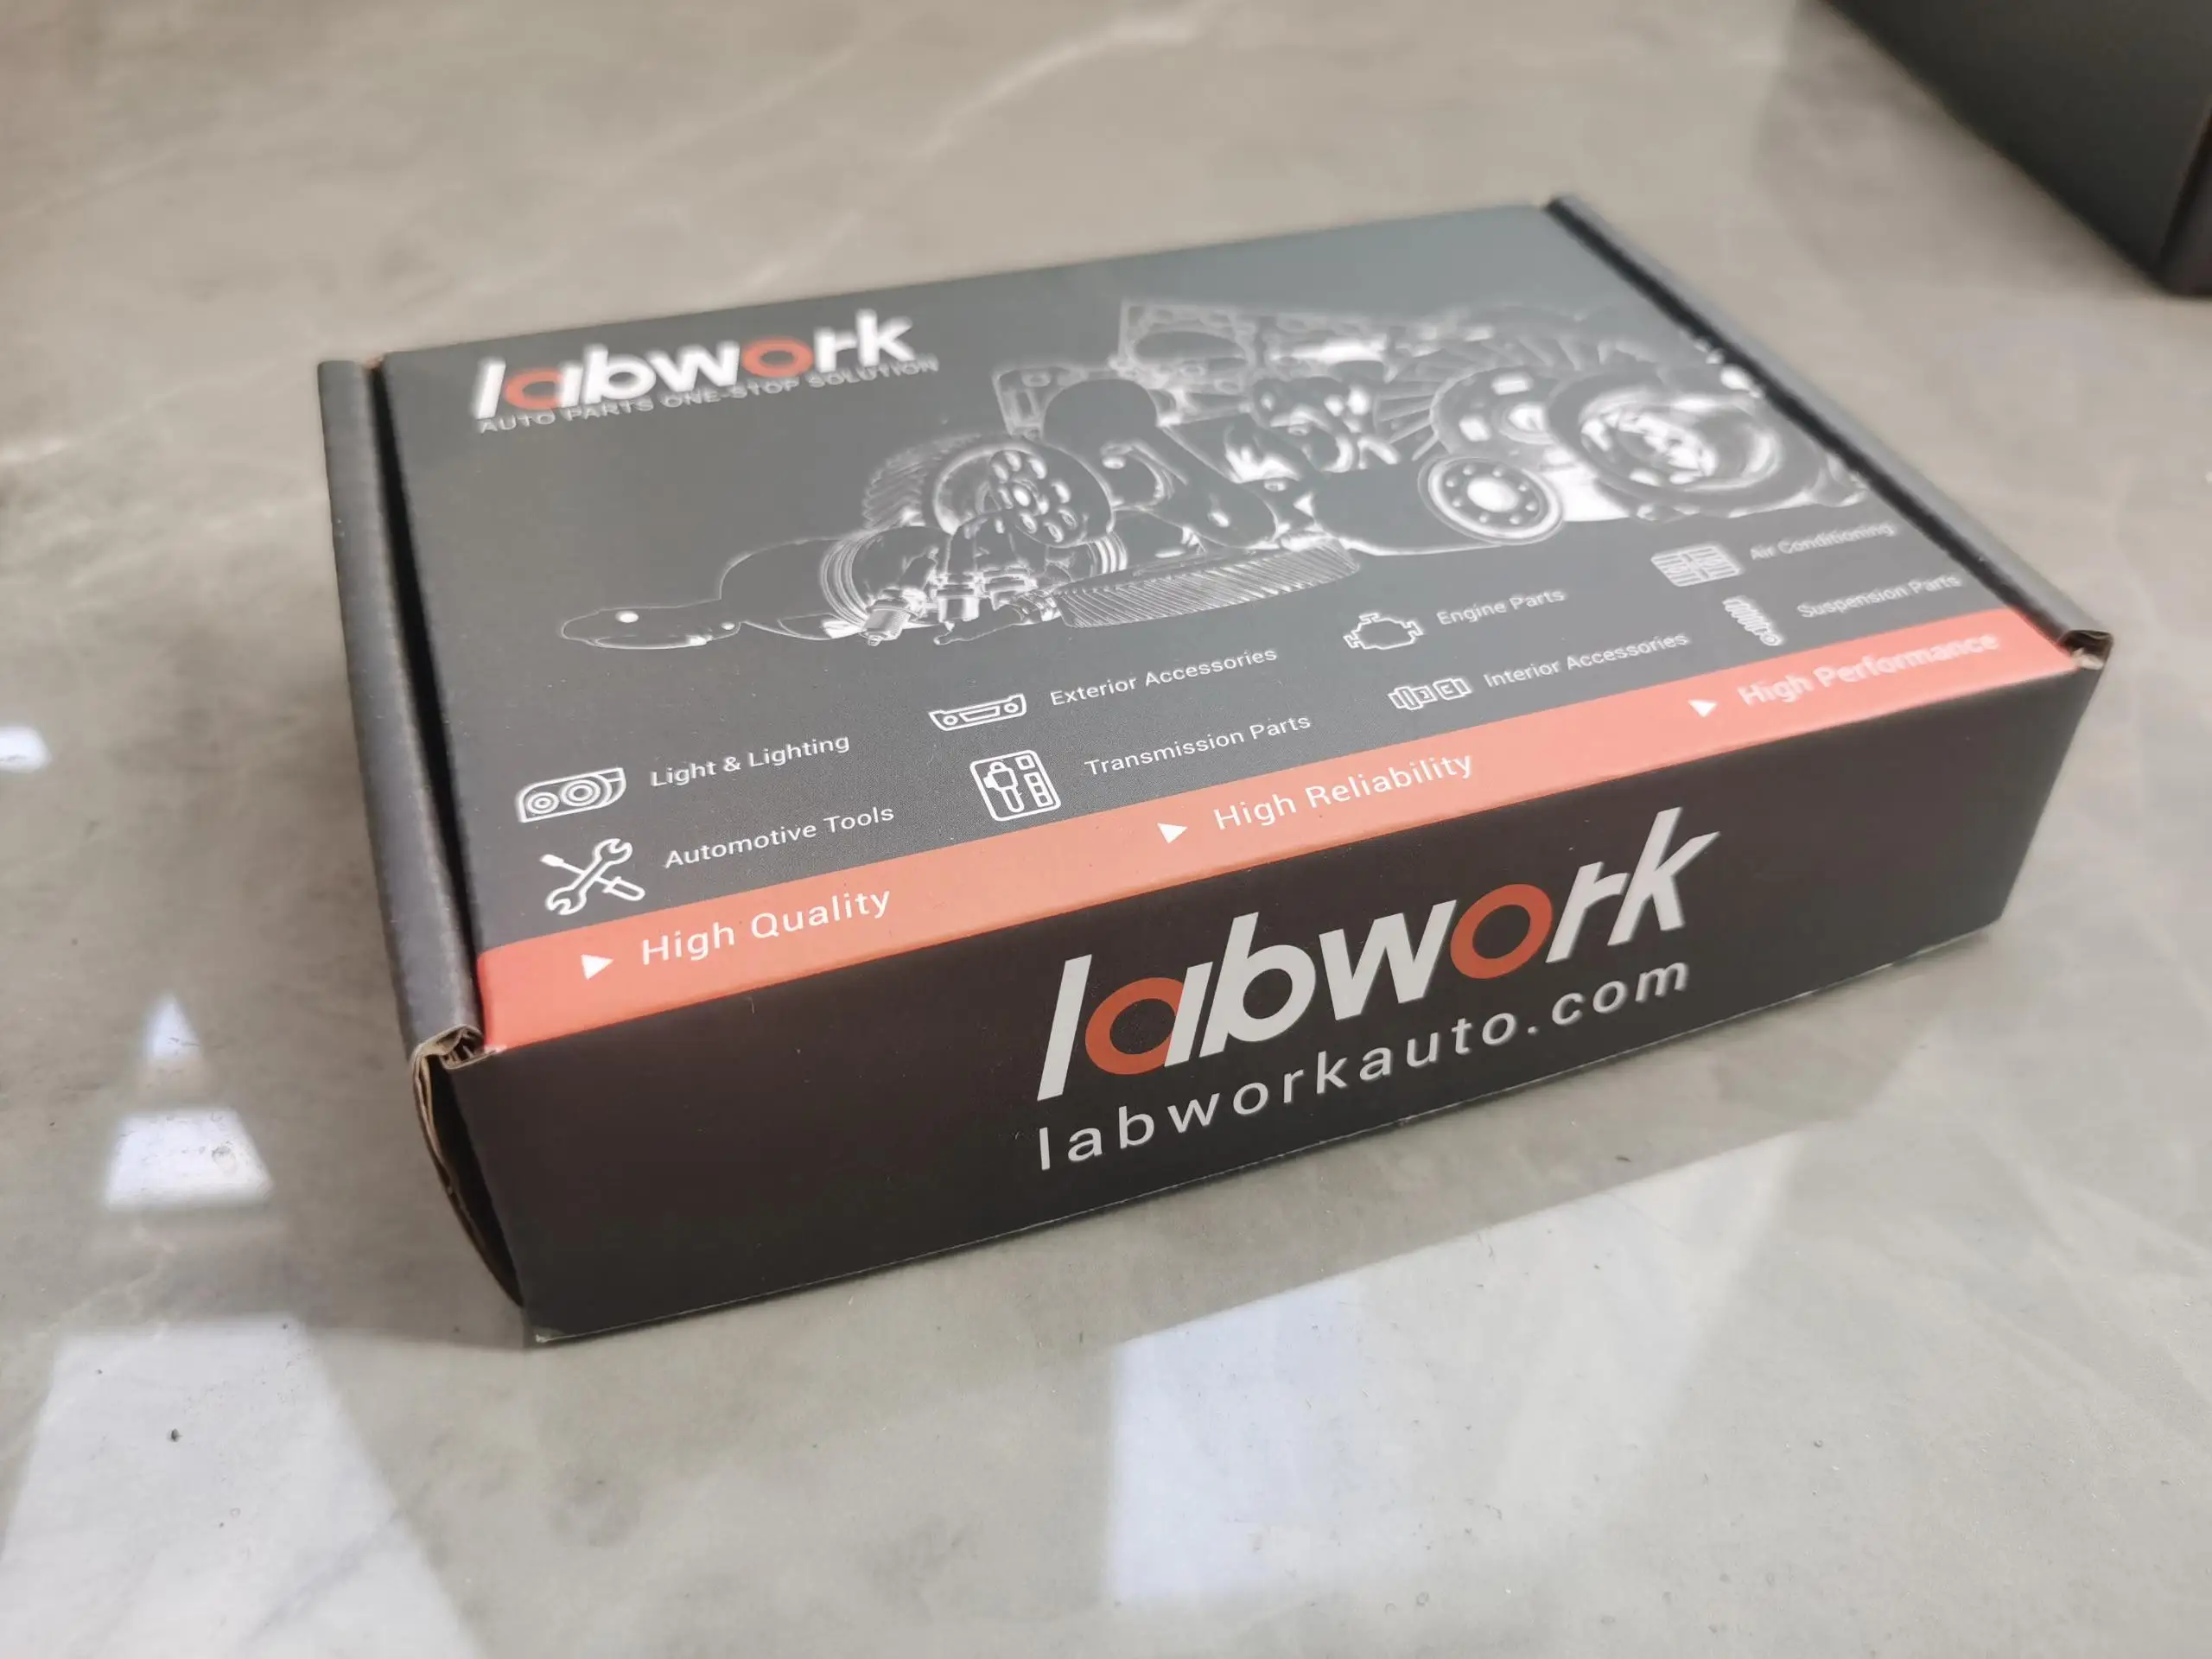 labwork
AUTO PARTS ONE-STOP SOLUTION
Light & Lighting
Exterior Accessories
Engine Parts
Air Conditioning
Automotive Tools
Transmission Parts
Interior Accessories
Suspension Parts
High Quality
High Reliability
High Performance
labwork
labworkauto.com